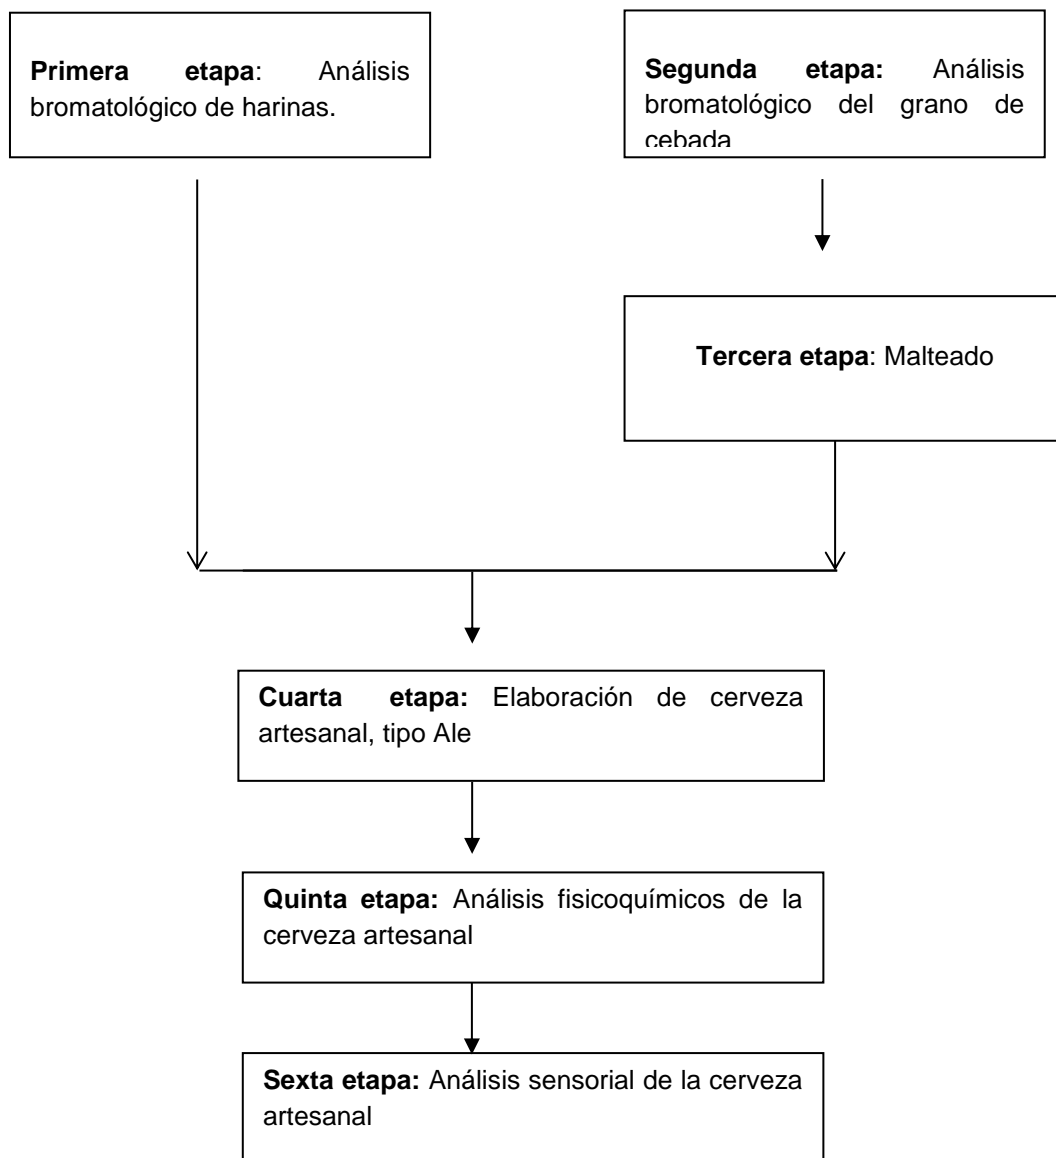 Primera etapa: Análisis
bromatológico de harinas.
Segunda etapa: Análisis
bromatológico del grano de
cebada
Tercera etapa: Malteado
Cuarta etapa: Elaboración de cerveza
artesanal, tipo Ale
Quinta etapa: Análisis fisicoquímicos de la
cerveza artesanal
Sexta etapa: Análisis sensorial de la cerveza
artesanal